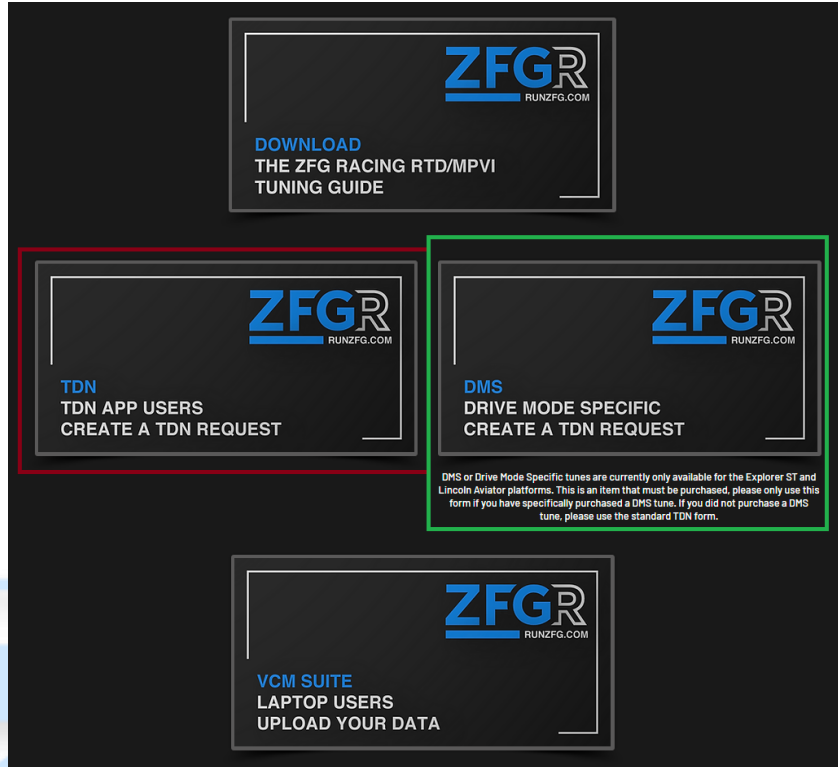 ZFGR
RUNZFG.COM
DOWNLOAD
THE ZFG RACING RTD/MPVI
TUNING GUIDE
ZFGR
RUNZFG.COM
TDN
TDN APP USERS
CREATE A TDN REQUEST
ZFGR
RUNZFG.COM
DMS
DRIVE MODE SPECIFIC
CREATE A TDN REQUEST
DMS or Drive Mode Specific tunes are currently only available for the Explorer ST and
Lincoln Aviator platforms. This is an item that must be purchased, please only use this
form if you have specifically purchased a DMS tune. If you did not purchase a DMS
tune, please use the standard TDN form.
ZFGR
RUNZFG.COM
VCM SUITE
LAPTOP USERS
UPLOAD YOUR DATA